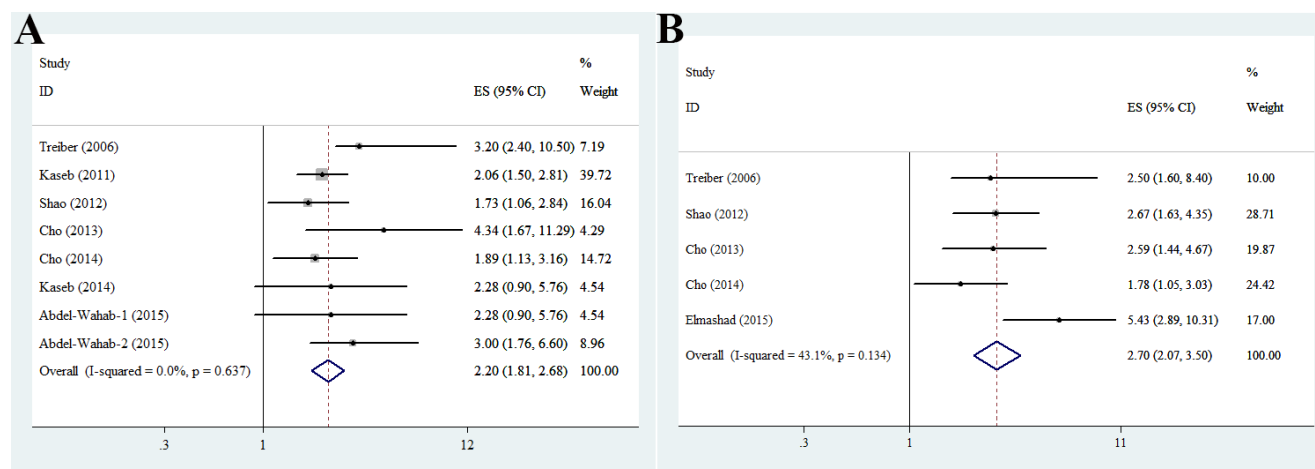 A
Study %
ID ES (95% CI) Weight
Treiber (2006) 3.20 (2.40, 10.50) 7.19
Kaseb (2011) 2.06 (1.50, 2.81) 39.72
Shao (2012) 1.73 (1.06, 2.84) 16.04
Cho (2013) 4.34 (1.67, 11.29) 4.29
Cho (2014) 1.89 (1.13, 3.16) 14.72
Kaseb (2014) 2.28 (0.90, 5.76) 4.54
Abdel-Wahab-1 (2015) 2.28 (0.90, 5.76) 4.54
Abdel-Wahab-2 (2015) 3.00 (1.76, 6.60) 8.96
Overall (I-squared = 0.0%, p = 0.637) 2.20 (1.81, 2.68) 100.00
.3 1 12
B
Study %
ID ES (95% CI) Weight
Treiber (2006) 2.50 (1.60, 8.40) 10.00
Shao (2012) 2.67 (1.63, 4.35) 28.71
Cho (2013) 2.59 (1.44, 4.67) 19.87
Cho (2014) 1.78 (1.05, 3.03) 24.42
Elmashad (2015) 5.43 (2.89, 10.31) 17.00
Overall (I-squared = 43.1%, p = 0.134) 2.70 (2.07, 3.50) 100.00
.3 1 11